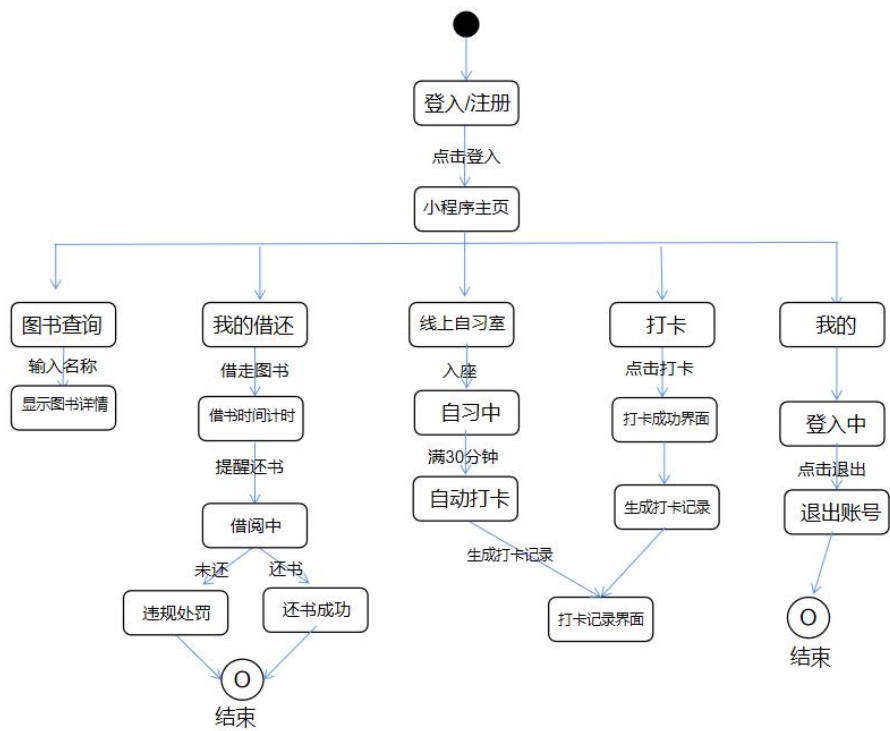 登入/注册
点击登入
小程序主页
图书查询
我的借还
线上自习室
打卡
我的
输入名称
借走图书
入座
点击打卡
显示图书详情
借书时间计时
自习中
打卡成功界面
登入中
提醒还书
满30分钟
点击退出
自动打卡
生成打卡记录
退出账号
借阅中
生成打卡记录
未还
还书
违规处罚
还书成功
打卡记录界面
O
结束
O
结束